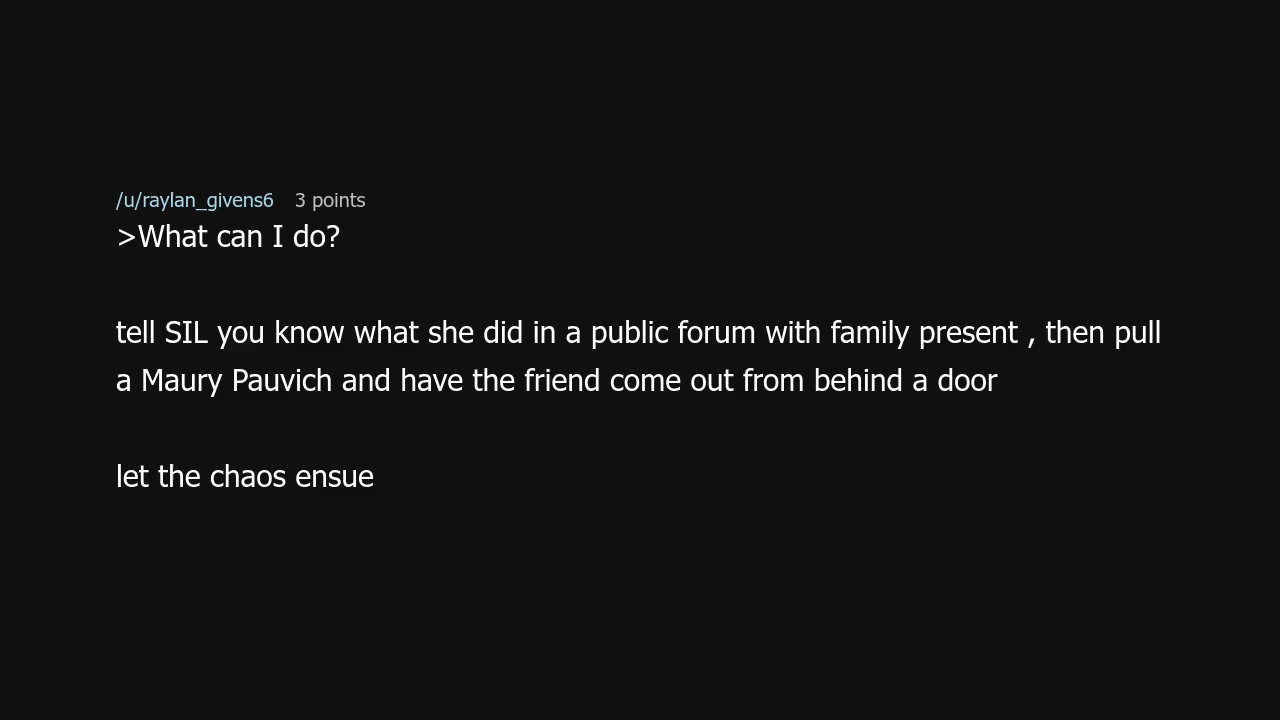 /u/raylan_givens6 3 points
>What can I do?
tell SIL you know what she did in a public forum with family present , then pull
a Maury Pauvich and have the friend come out from behind a door
let the chaos ensue